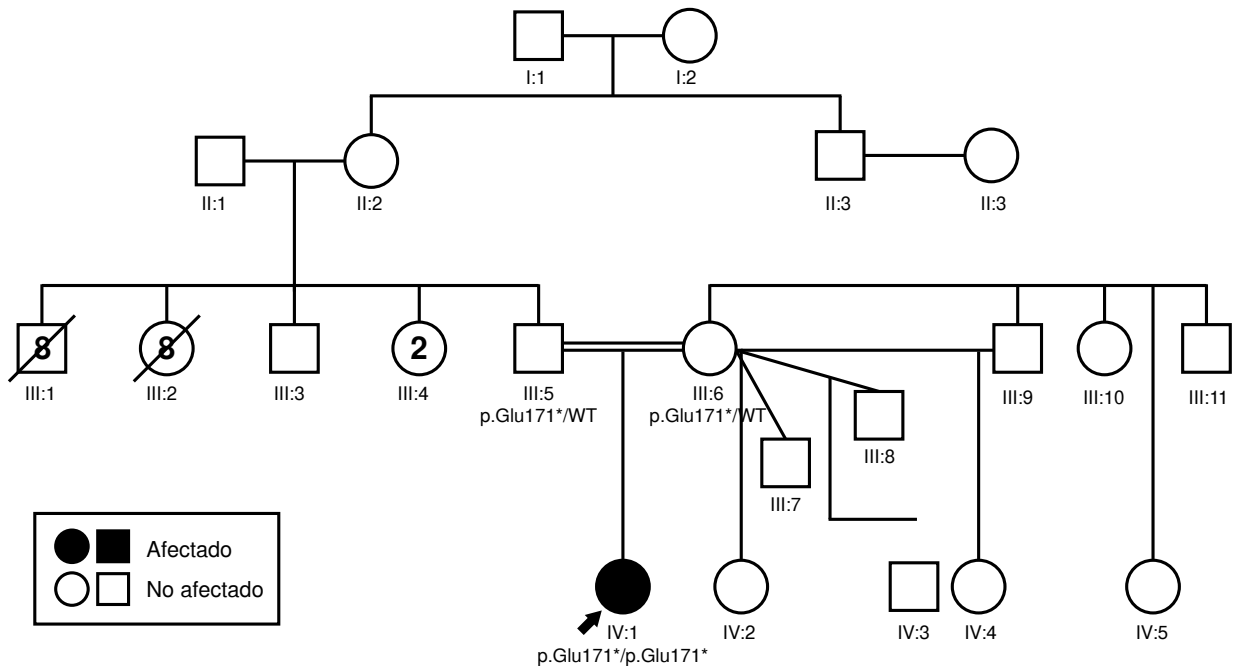 I:1
I:2
II:1
II:2
II:3
II:3
8
8
2
III:1
III:2
III:3
III:4
III:5
III:6
III:9
III:10
III:11
p.Glu171*/WT
p.Glu171*/WT
III:8
III:7
Afectado
No afectado
IV:1
IV:2
IV:3
IV:4
IV:5
p.Glu171*/p.Glu171*